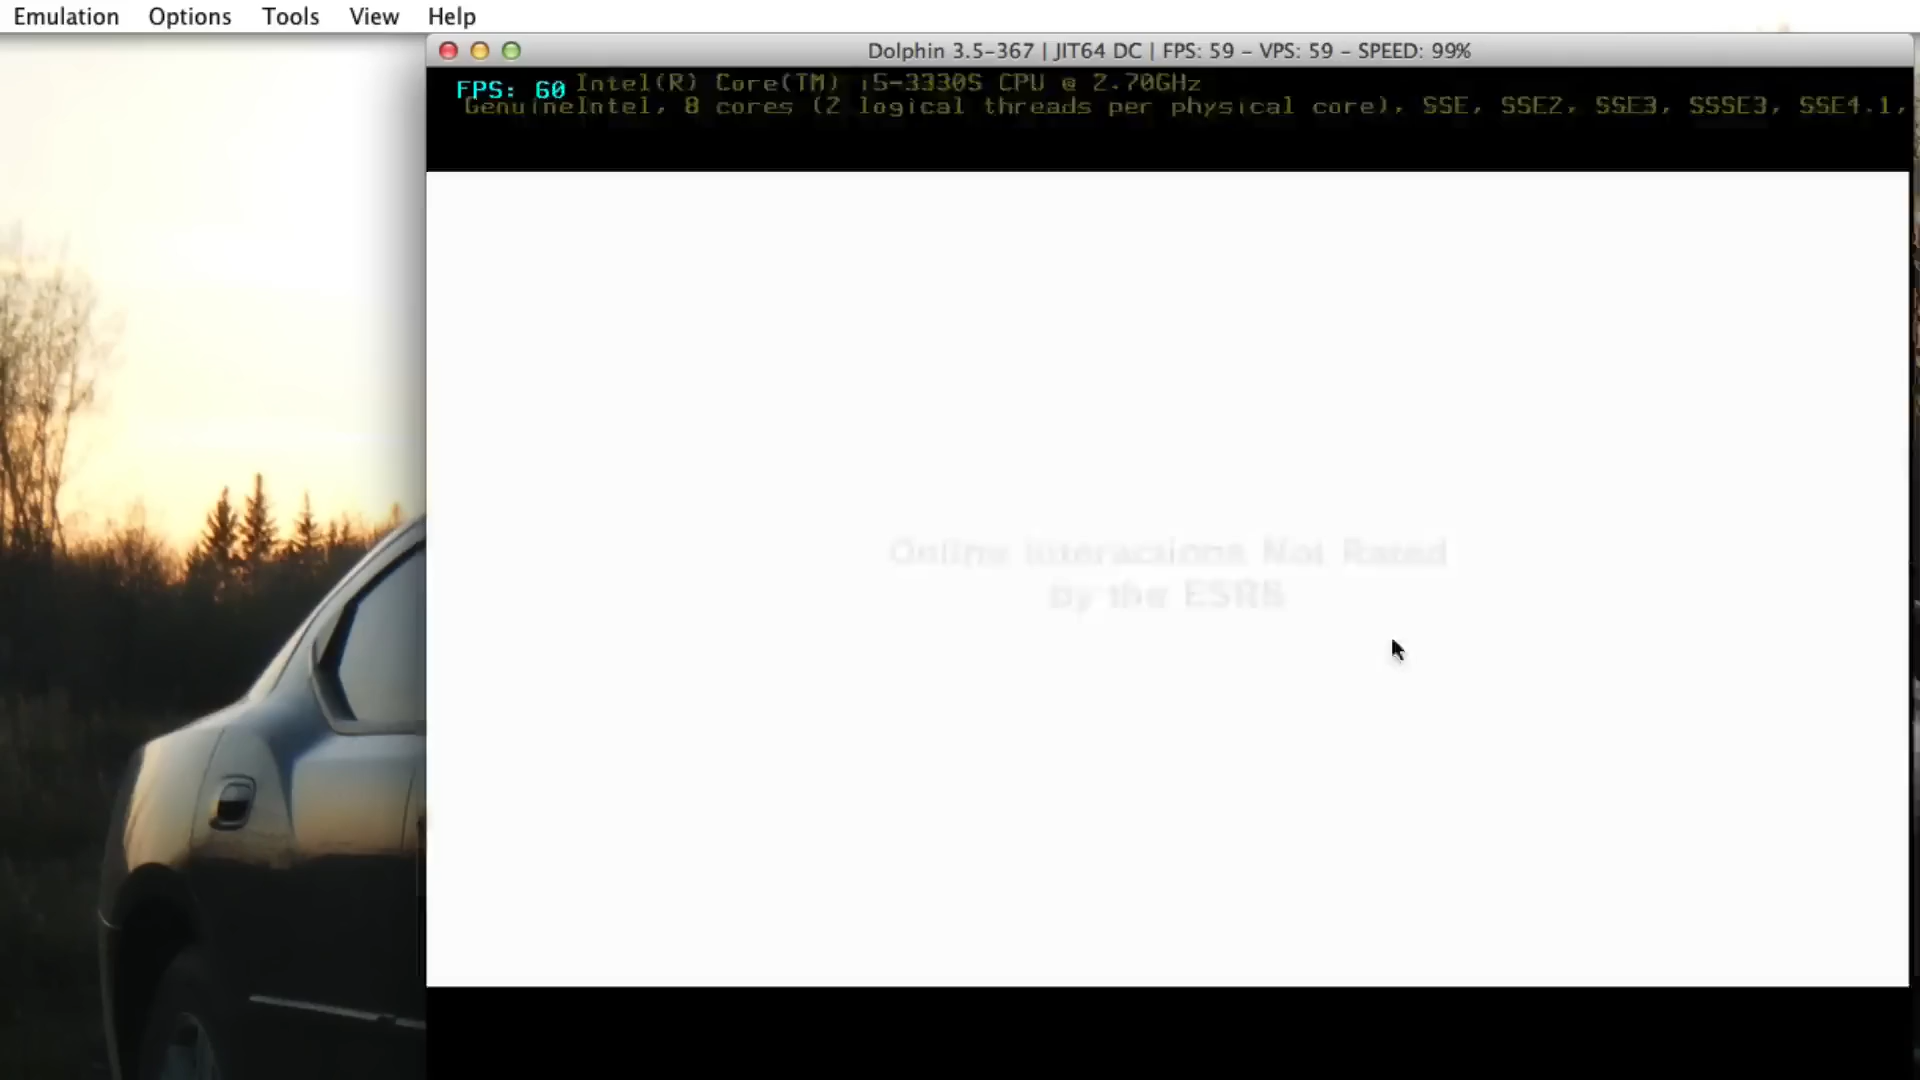 Emulation Options Tools View Help
Dolphin 3.5-367 | JIT64 DC | FPS: 59 - VPS: 59 - SPEED: 99%
FPS: 60 Intel(R) Core(TM) i5-3330S CPU @ 2.70GHz
GenuineIntel, 8 cores (2 logical threads per physical core), SSE, SSE2, SSE3, SSSE3, SSE4.1,
Online Interactions Not Rated
by the ESRB